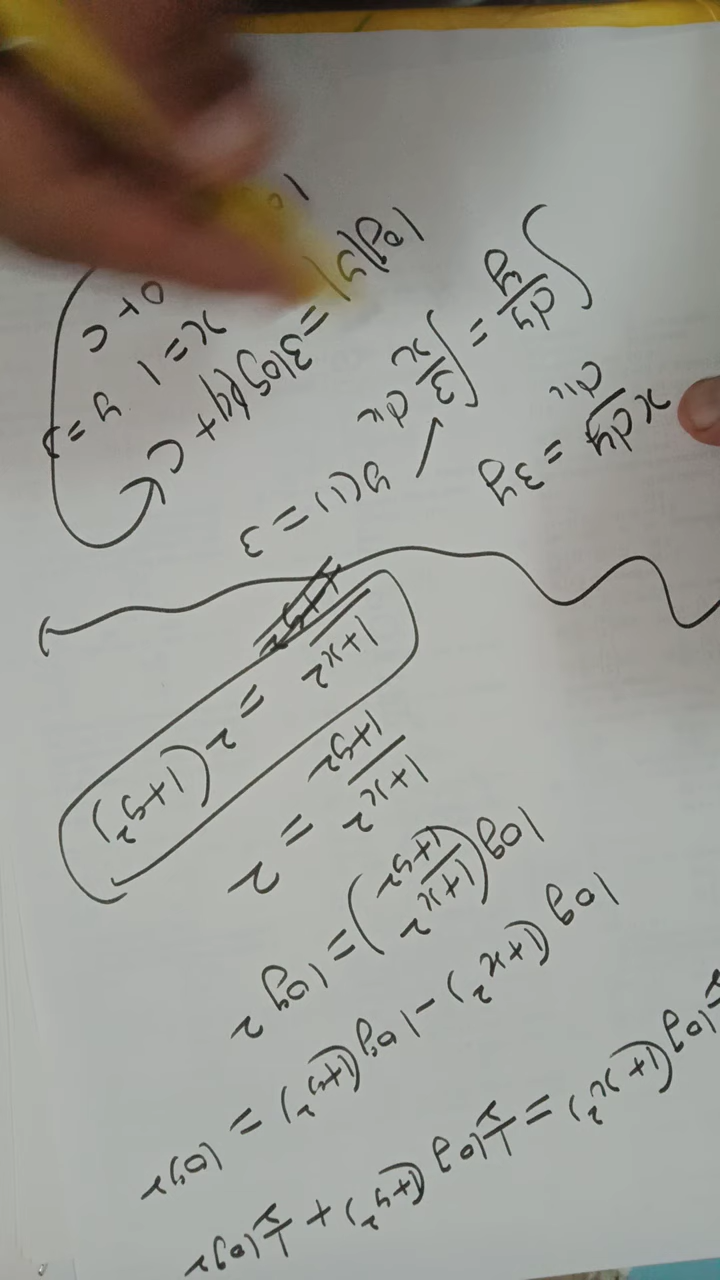 ½log(1+x²) = ½log(1+y²) + ½log2
log(1+x²) - log(1+y²) = log2
log((1+x²)/(1+y²)) = log2
(1+x²)/(1+y²) = 2
1+x² = 2(1+y²)
x dy/dx = 3y
y(1) = 3
∫ dy/3y = ∫ 3/x dx
log|y| = 3log|x| + c
x = 1 y = 3
0 + c